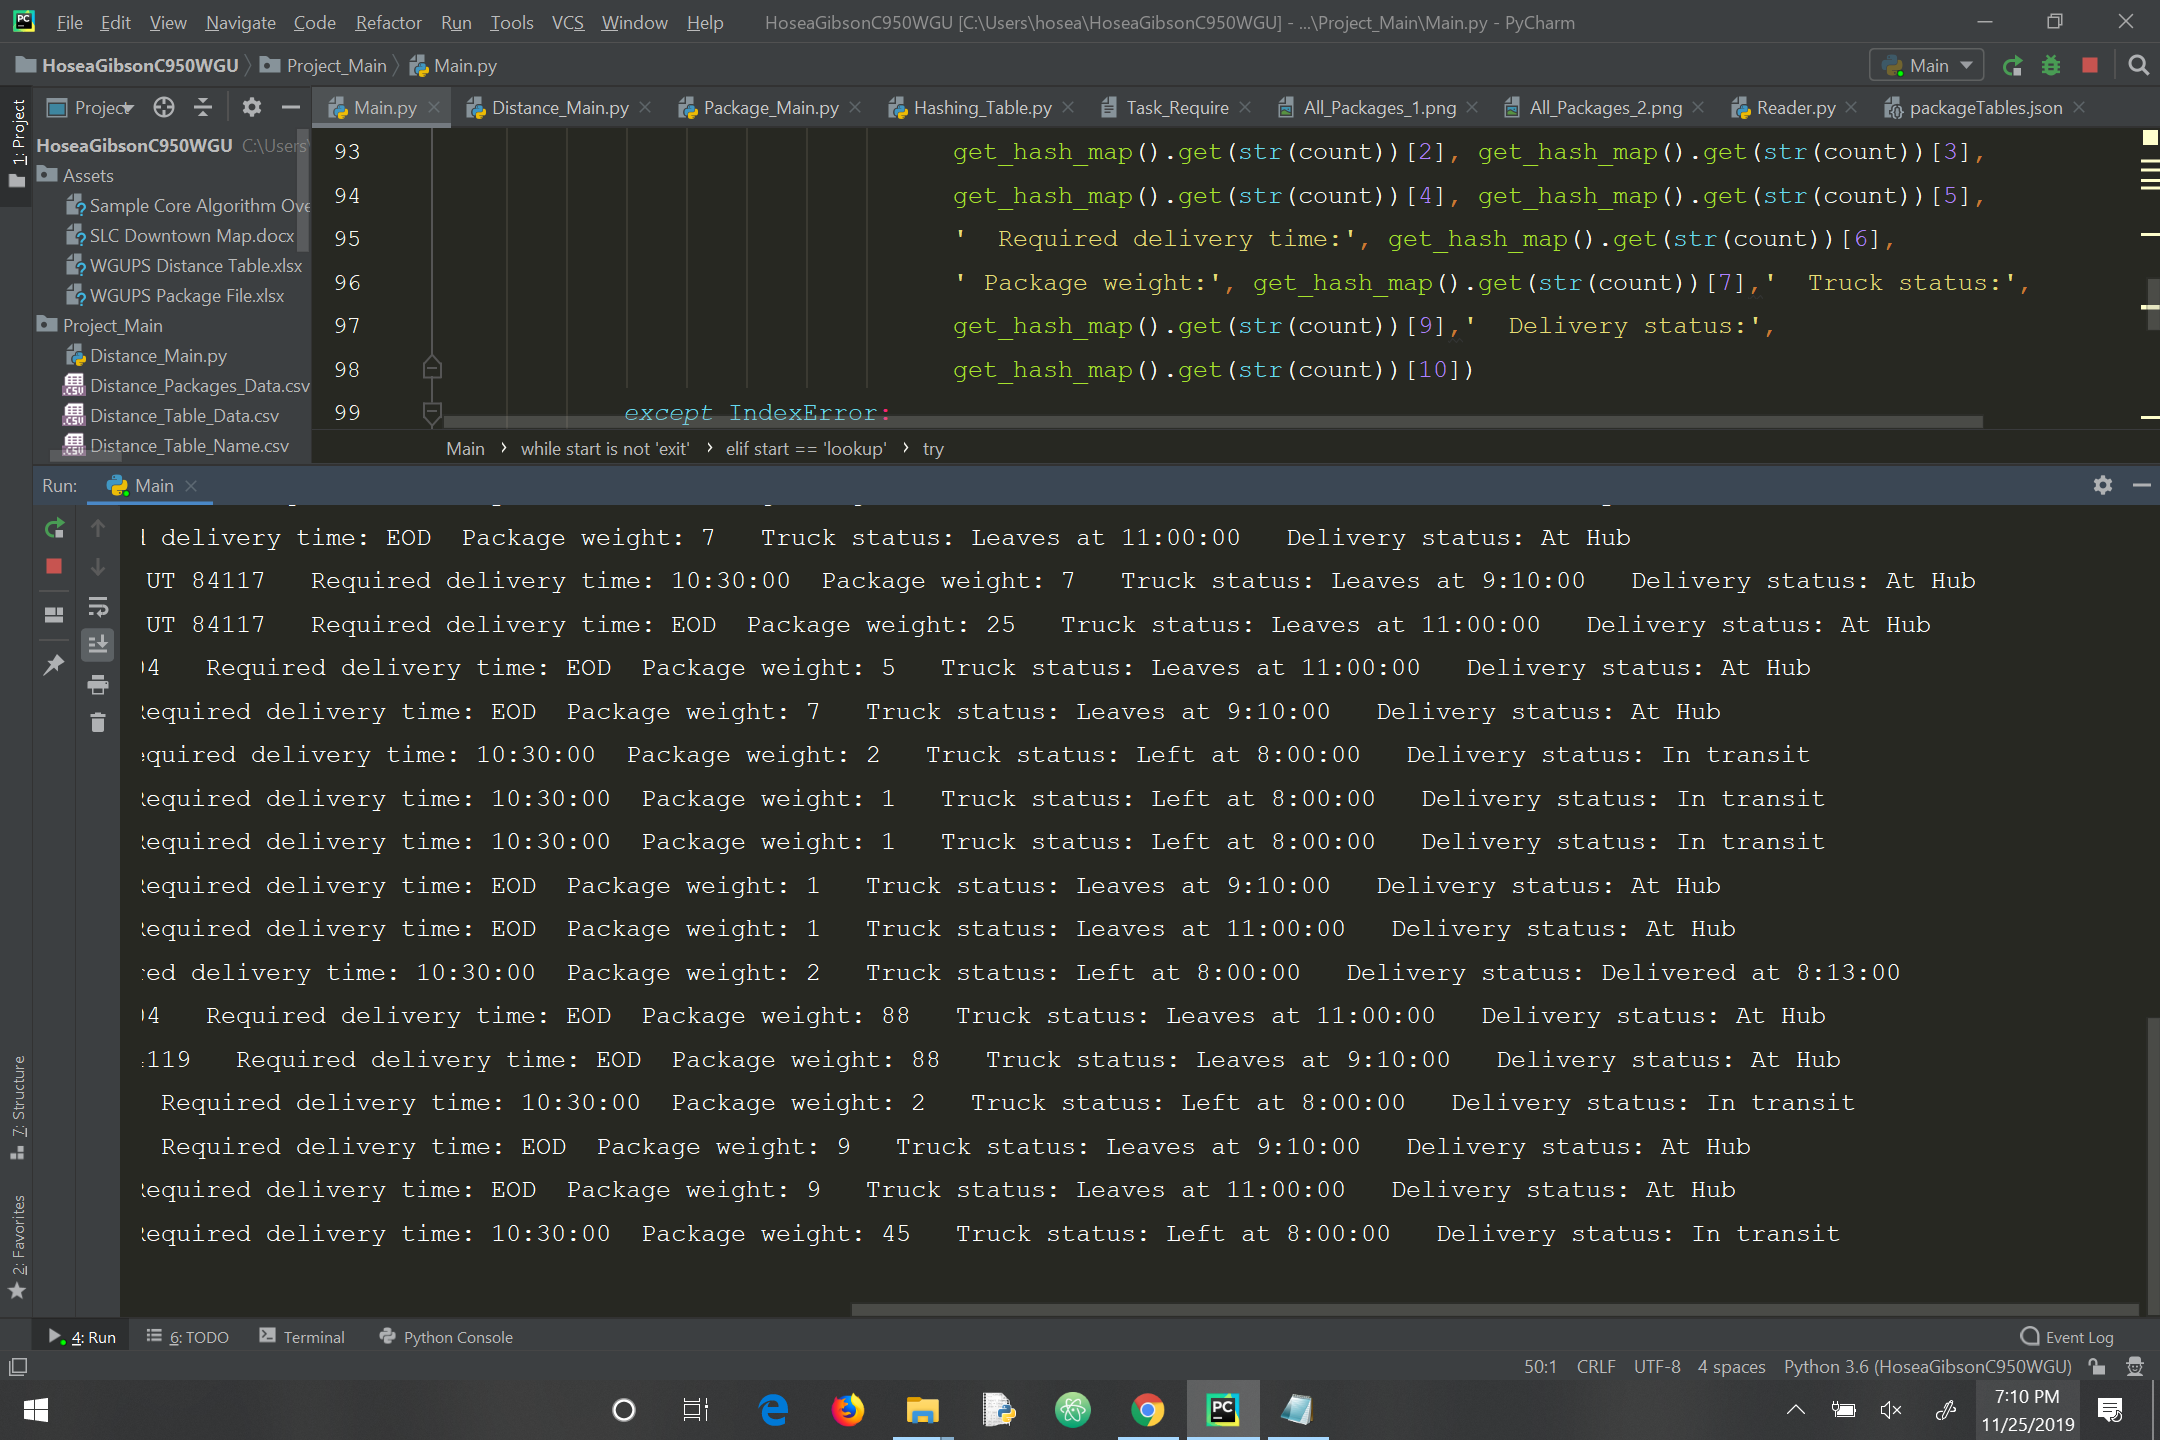 File Edit View Navigate Code Refactor Run Tools VCS Window Help HoseaGibsonC950WGU [C:\Users\hosea\HoseaGibsonC950WGU] - ...\Project_Main\Main.py - PyCharm
HoseaGibsonC950WGU Project_Main Main.py Main
1: Project
Project Main.py Distance_Main.py Package_Main.py Hashing_Table.py Task_Require All_Packages_1.png All_Packages_2.png Reader.py packageTables.json
HoseaGibsonC950WGU C:\Users
Assets
Sample Core Algorithm Ove
SLC Downtown Map.docx
WGUPS Distance Table.xlsx
WGUPS Package File.xlsx
Project_Main
Distance_Main.py
Distance_Packages_Data.csv
Distance_Table_Data.csv
Distance_Table_Name.csv
93 get_hash_map().get(str(count))[2], get_hash_map().get(str(count))[3],
94 get_hash_map().get(str(count))[4], get_hash_map().get(str(count))[5],
95 '  Required delivery time:', get_hash_map().get(str(count))[6],
96 ' Package weight:', get_hash_map().get(str(count))[7],'  Truck status:',
97 get_hash_map().get(str(count))[9],'  Delivery status:',
98 get_hash_map().get(str(count))[10])
99 except IndexError:
Main › while start is not 'exit' › elif start == 'lookup' › try
Run: Main
d delivery time: EOD  Package weight: 7   Truck status: Leaves at 11:00:00   Delivery status: At Hub
UT 84117   Required delivery time: 10:30:00  Package weight: 7   Truck status: Leaves at 9:10:00   Delivery status: At Hub
UT 84117   Required delivery time: EOD  Package weight: 25   Truck status: Leaves at 11:00:00   Delivery status: At Hub
04   Required delivery time: EOD  Package weight: 5   Truck status: Leaves at 11:00:00   Delivery status: At Hub
Required delivery time: EOD  Package weight: 7   Truck status: Leaves at 9:10:00   Delivery status: At Hub
equired delivery time: 10:30:00  Package weight: 2   Truck status: Left at 8:00:00   Delivery status: In transit
Required delivery time: 10:30:00  Package weight: 1   Truck status: Left at 8:00:00   Delivery status: In transit
Required delivery time: 10:30:00  Package weight: 1   Truck status: Left at 8:00:00   Delivery status: In transit
Required delivery time: EOD  Package weight: 1   Truck status: Leaves at 9:10:00   Delivery status: At Hub
Required delivery time: EOD  Package weight: 1   Truck status: Leaves at 11:00:00   Delivery status: At Hub
red delivery time: 10:30:00  Package weight: 2   Truck status: Left at 8:00:00   Delivery status: Delivered at 8:13:00
04   Required delivery time: EOD  Package weight: 88   Truck status: Leaves at 11:00:00   Delivery status: At Hub
4119   Required delivery time: EOD  Package weight: 88   Truck status: Leaves at 9:10:00   Delivery status: At Hub
Required delivery time: 10:30:00  Package weight: 2   Truck status: Left at 8:00:00   Delivery status: In transit
Required delivery time: EOD  Package weight: 9   Truck status: Leaves at 9:10:00   Delivery status: At Hub
Required delivery time: EOD  Package weight: 9   Truck status: Leaves at 11:00:00   Delivery status: At Hub
Required delivery time: 10:30:00  Package weight: 45   Truck status: Left at 8:00:00   Delivery status: In transit
7: Structure
2: Favorites
4: Run 6: TODO Terminal Python Console Event Log
50:1 CRLF UTF-8 4 spaces Python 3.6 (HoseaGibsonC950WGU)
7:10 PM
11/25/2019